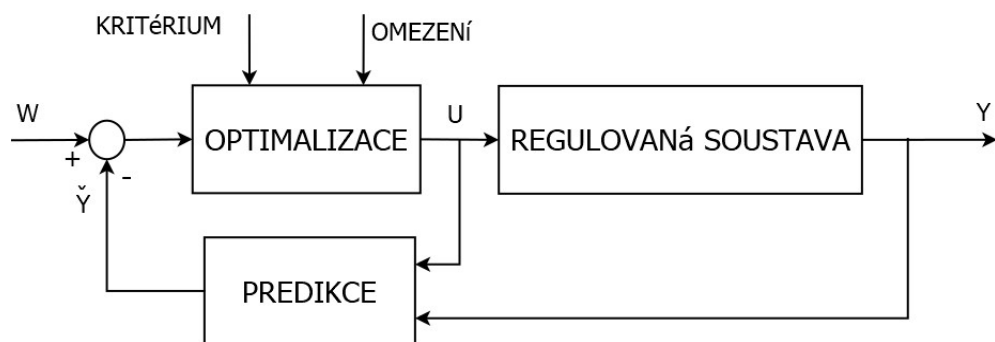 KRITéRIUM
OMEZENí
W
OPTIMALIZACE
U
REGULOVANá SOUSTAVA
Y
+
-
Y̌
PREDIKCE